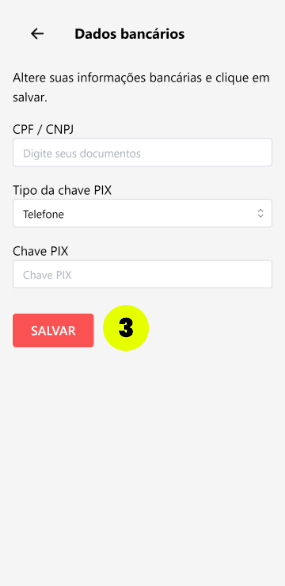 Dados bancários
Altere suas informações bancárias e clique em
salvar.
CPF / CNPJ
Digite seus documentos
Tipo da chave PIX
Telefone
Chave PIX
Chave PIX
SALVAR
3